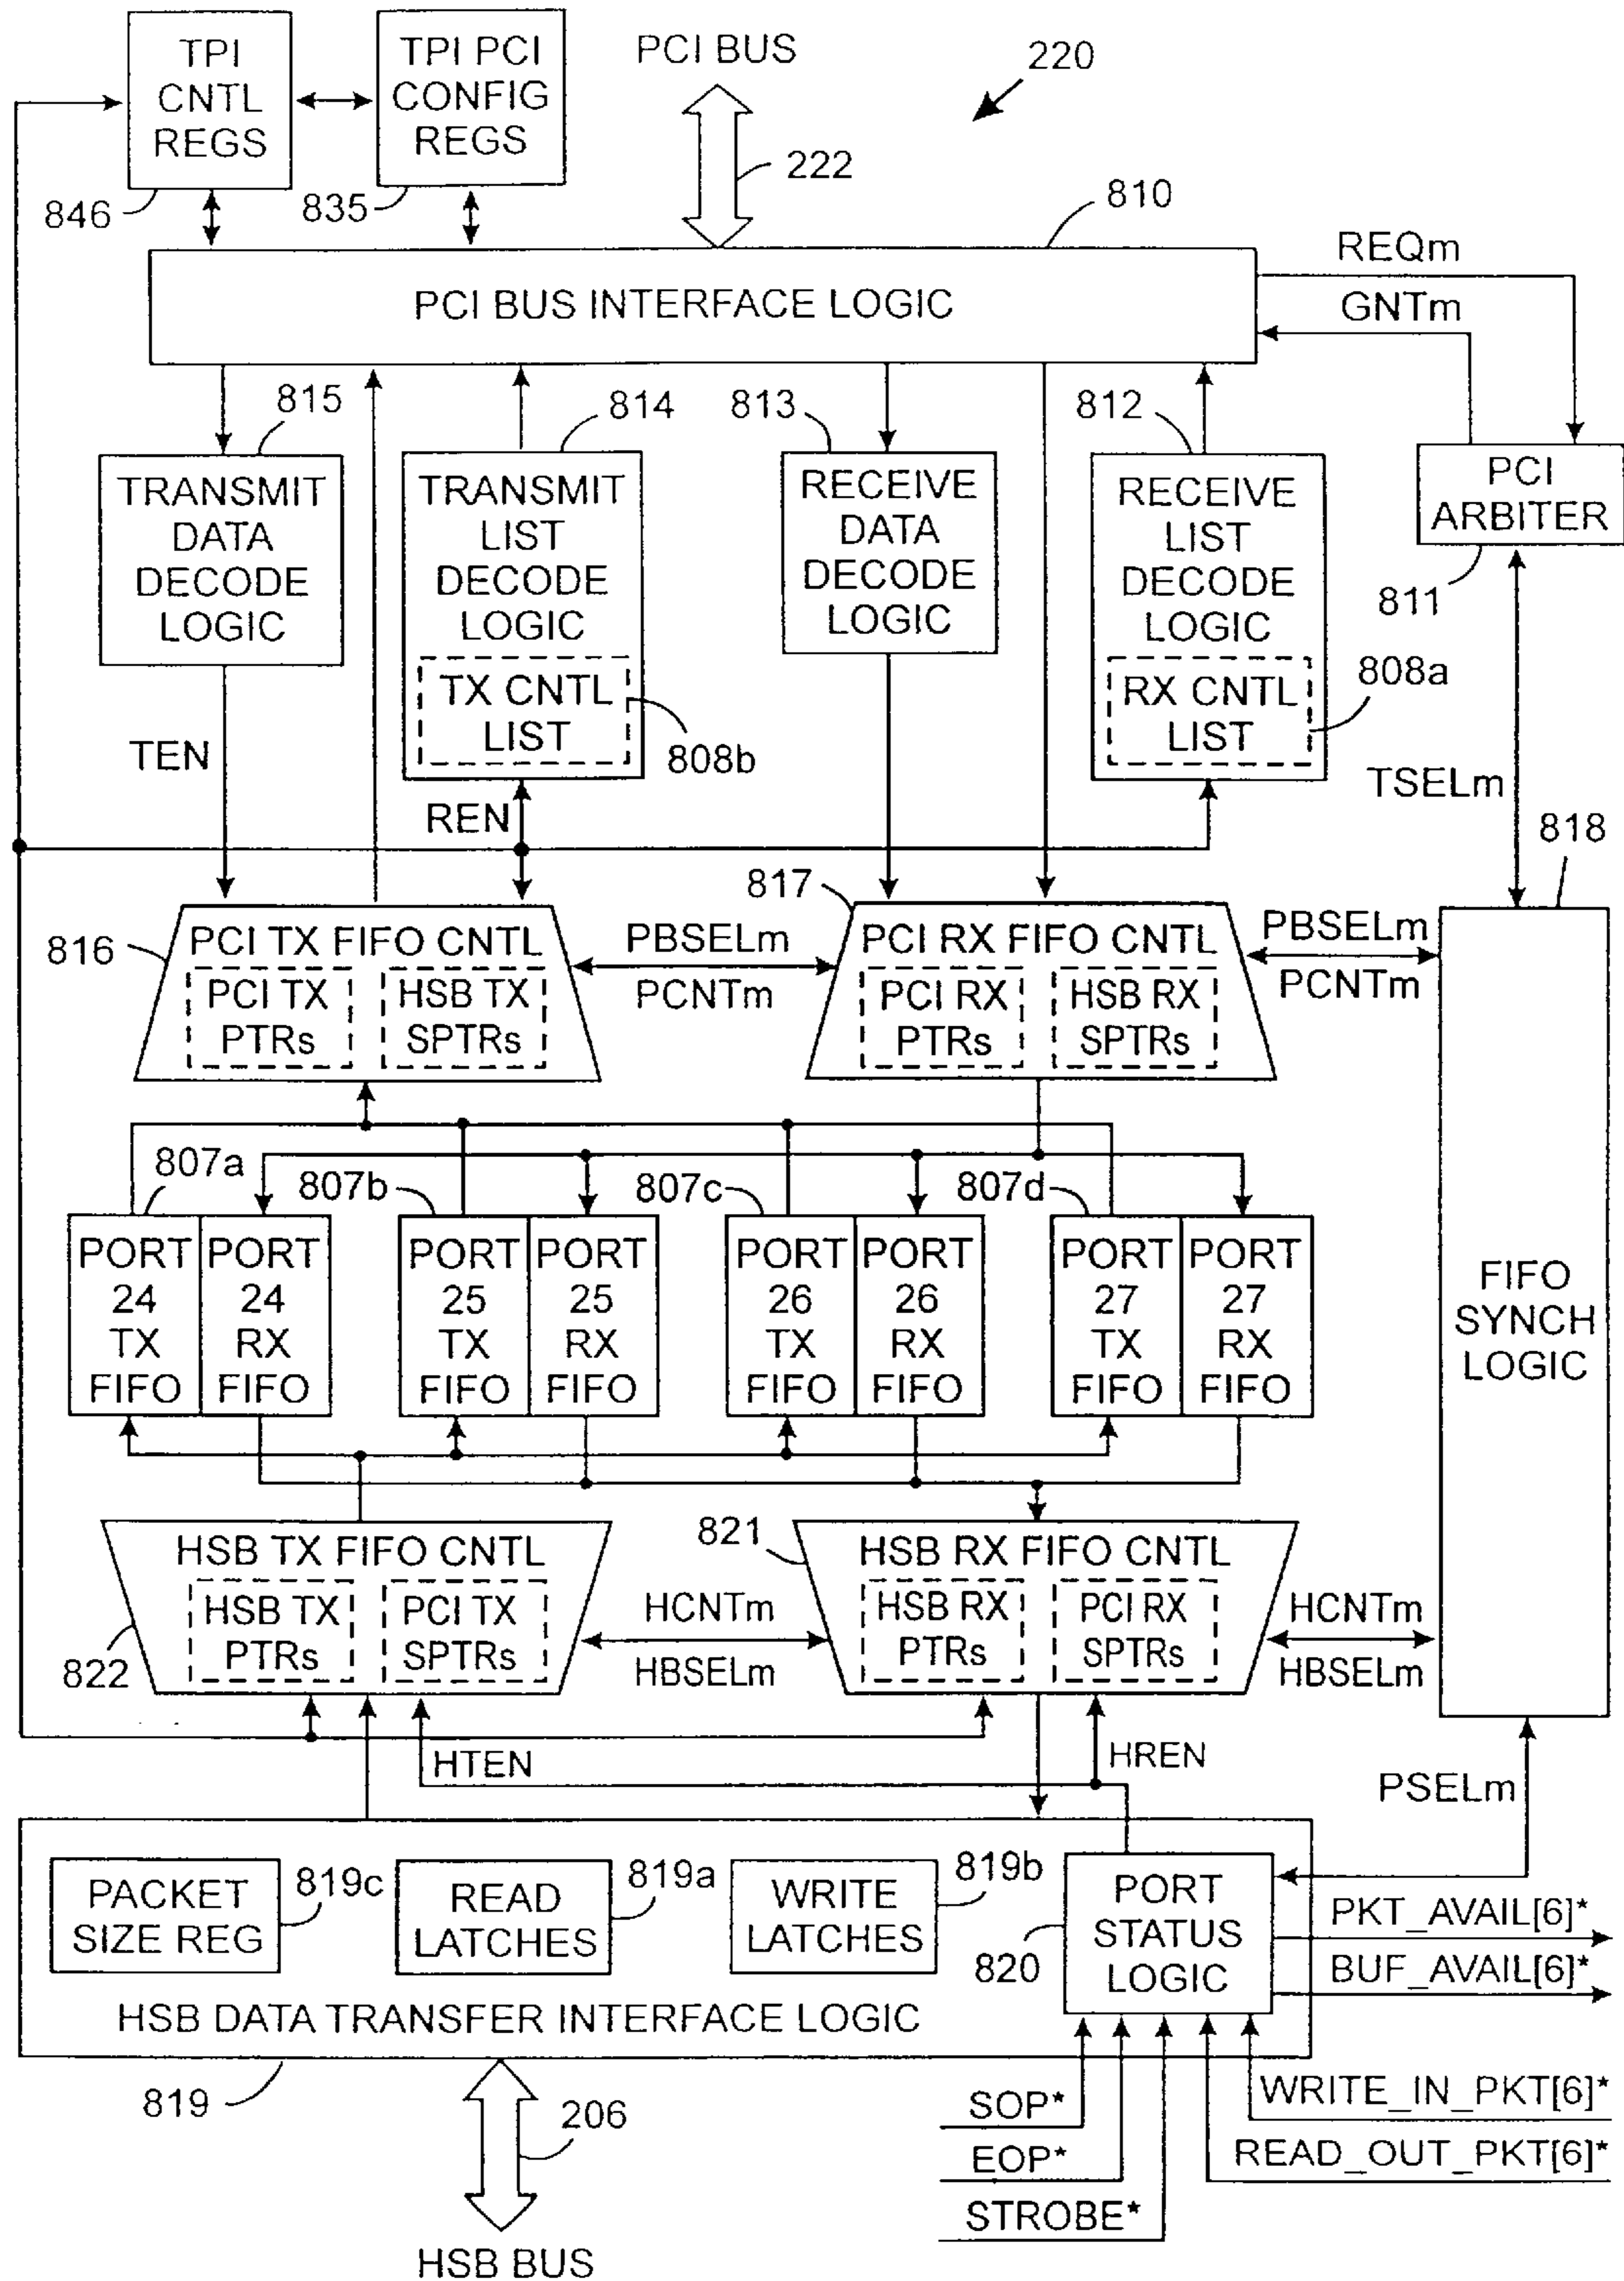 TPI
CNTL
REGS
846
TPI PCI
CONFIG
REGS
835
PCI BUS
222
220
810
PCI BUS INTERFACE LOGIC
REQm
GNTm
815
TRANSMIT
DATA
DECODE
LOGIC
814
TRANSMIT
LIST
DECODE
LOGIC
TX CNTL
LIST
808b
813
RECEIVE
DATA
DECODE
LOGIC
812
RECEIVE
LIST
DECODE
LOGIC
RX CNTL
LIST
808a
PCI
ARBITER
811
TEN
REN
TSELm
818
816
PCI TX FIFO CNTL
PCI TX
PTRs
HSB TX
SPTRs
PBSELm
PCNTm
817
PCI RX FIFO CNTL
PCI RX
PTRs
HSB RX
SPTRs
PBSELm
PCNTm
FIFO
SYNCH
LOGIC
807a
807b
807c
807d
PORT
24
TX
FIFO
PORT
24
RX
FIFO
PORT
25
TX
FIFO
PORT
25
RX
FIFO
PORT
26
TX
FIFO
PORT
26
RX
FIFO
PORT
27
TX
FIFO
PORT
27
RX
FIFO
822
HSB TX FIFO CNTL
HSB TX
PTRs
PCI TX
SPTRs
HCNTm
HBSELm
821
HSB RX FIFO CNTL
HSB RX
PTRs
PCI RX
SPTRs
HCNTm
HBSELm
HTEN
HREN
PSELm
PACKET
SIZE REG
819c
READ
LATCHES
819a
WRITE
LATCHES
819b
820
PORT
STATUS
LOGIC
PKT_AVAIL[6]*
BUF_AVAIL[6]*
HSB DATA TRANSFER INTERFACE LOGIC
819
206
HSB BUS
SOP*
EOP*
STROBE*
WRITE_IN_PKT[6]*
READ_OUT_PKT[6]*